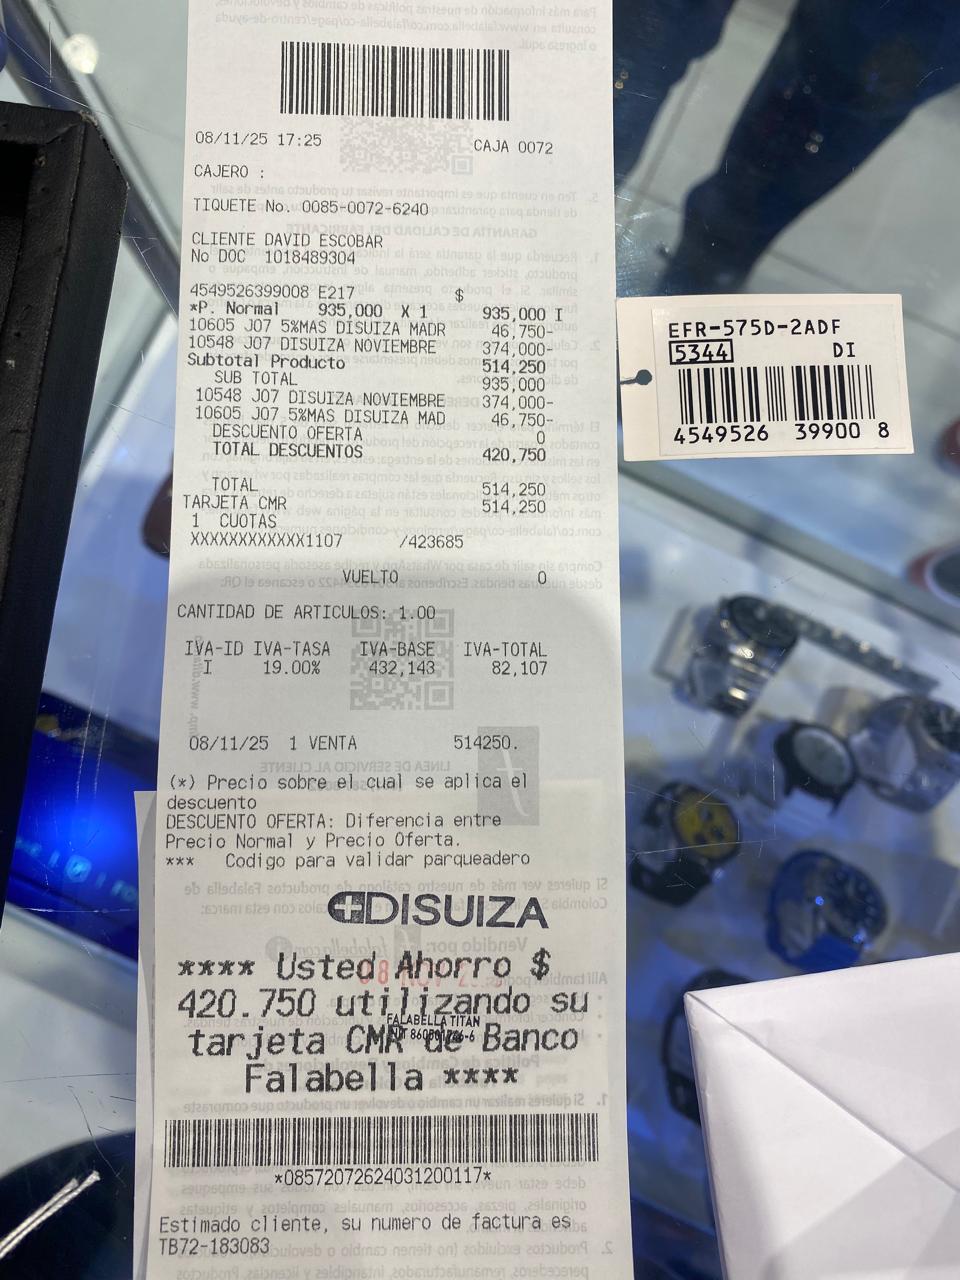 08/11/25 17:25 CAJA 0072
CAJERO :
TIQUETE No. 0085-0072-6240
CLIENTE DAVID ESCOBAR
No DOC 1018489304
4549526399008 E217 $
*P. Normal 935,000 X 1 935,000 I
10605 J07 5%MAS DISUIZA MADR 46,750-
10548 J07 DISUIZA NOVIEMBRE 374,000-
Subtotal Producto 514,250
SUB TOTAL 935,000
10548 J07 DISUIZA NOVIEMBRE 374,000-
10605 J07 5%MAS DISUIZA MAD 46,750-
DESCUENTO OFERTA 0
TOTAL DESCUENTOS 420,750
TOTAL 514,250
TARJETA CMR 514,250
1 CUOTAS
XXXXXXXXXXXX1107 /423685
VUELTO 0
CANTIDAD DE ARTICULOS: 1.00
IVA-ID IVA-TASA IVA-BASE IVA-TOTAL
I 19.00% 432,143 82,107
08/11/25 1 VENTA 514250.
(*) Precio sobre el cual se aplica el
descuento
DESCUENTO OFERTA: Diferencia entre
Precio Normal y Precio Oferta.
*** Codigo para validar parqueadero
DISUIZA
**** Usted Ahorro $
420.750 utilizando su
tarjeta CMR de Banco
Falabella ****
FALABELLA TITAN
*08572072624031200117*
Estimado cliente, su numero de factura es
TB72-183083
EFR-575D-2ADF
5344 DI
4549526 39900 8